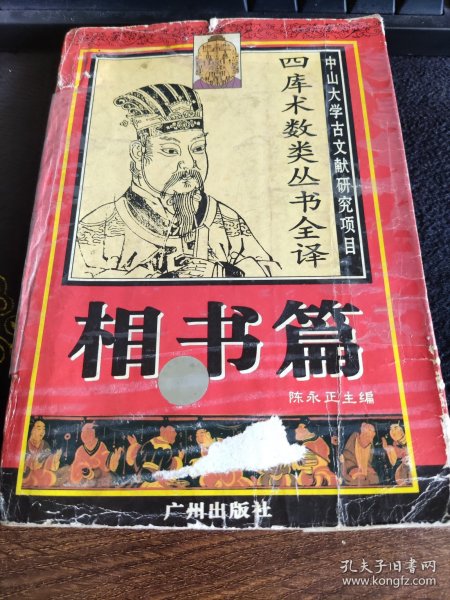 中山大学古文献研究项目
四库术数类丛书全译
相书篇
陈永正主编
广州出版社
孔夫子旧书网
www.kongfz.com